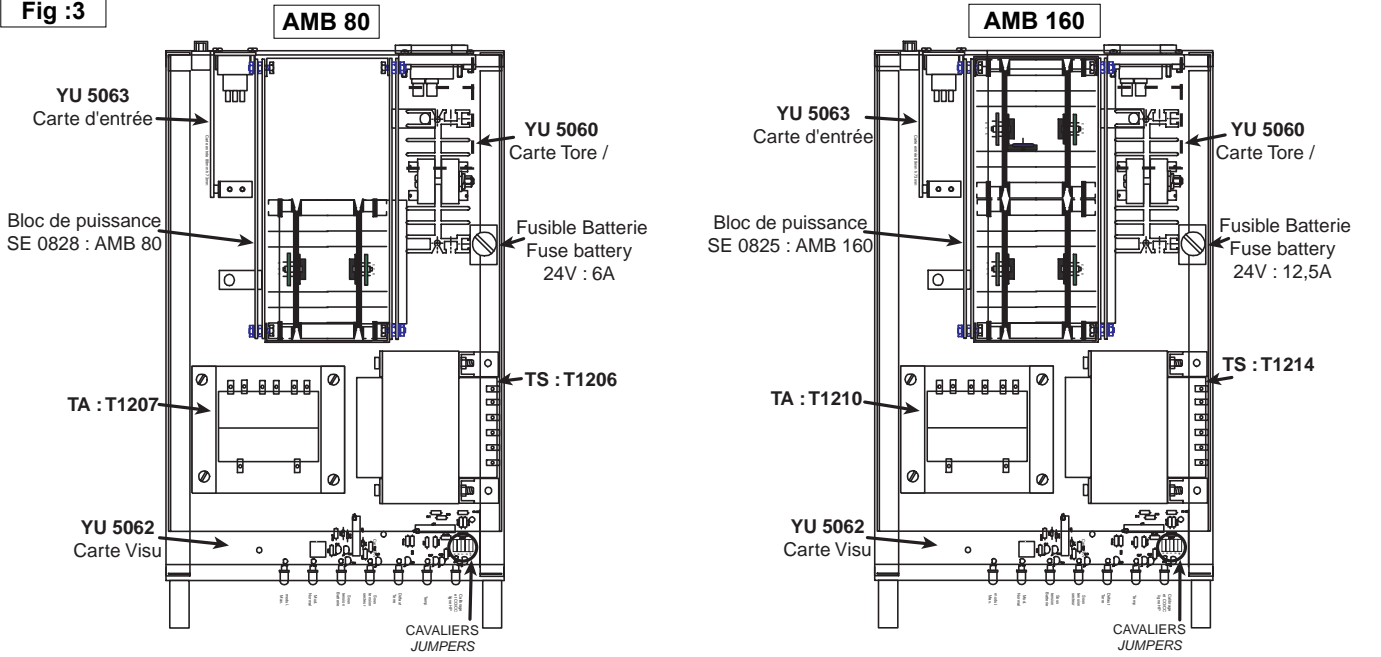 Fig :3
AMB 80
YU 5063
Carte d'entrée
YU 5060
Carte Tore /
Bloc de puissance
SE 0828 : AMB 80
Fusible Batterie
Fuse battery
24V : 6A
TS : T1206
TA : T1207
YU 5062
Carte Visu
CAVALIERS
JUMPERS
AMB 160
YU 5063
Carte d'entrée
YU 5060
Carte Tore /
Bloc de puissance
SE 0825 : AMB 160
Fusible Batterie
Fuse battery
24V : 12,5A
TS : T1214
TA : T1210
YU 5062
Carte Visu
CAVALIERS
JUMPERS